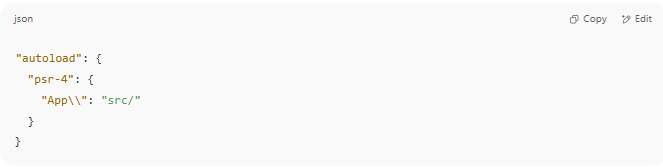 json Copy Edit
"autoload": {
  "psr-4": {
    "App\\": "src/"
  }
}